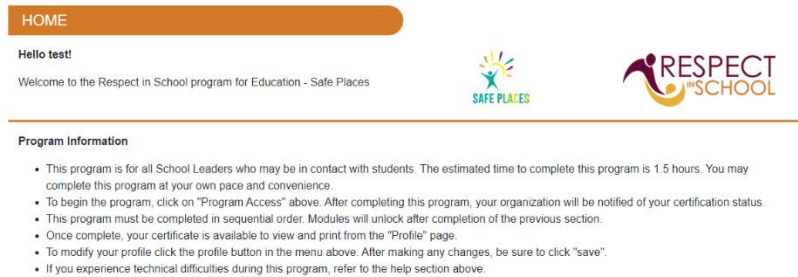 HOME
Hello test!
Welcome to the Respect in School program for Education - Safe Places
SAFE PLACES
RESPECT
IN SCHOOL
Program Information
• This program is for all School Leaders who may be in contact with students. The estimated time to complete this program is 1.5 hours. You may
complete this program at your own pace and convenience.
• To begin the program, click on "Program Access" above. After completing this program, your organization will be notified of your certification status.
• This program must be completed in sequential order. Modules will unlock after completion of the previous section.
• Once complete, your certificate is available to view and print from the "Profile" page.
• To modify your profile click the profile button in the menu above. After making any changes, be sure to click "save".
• If you experience technical difficulties during this program, refer to the help section above.